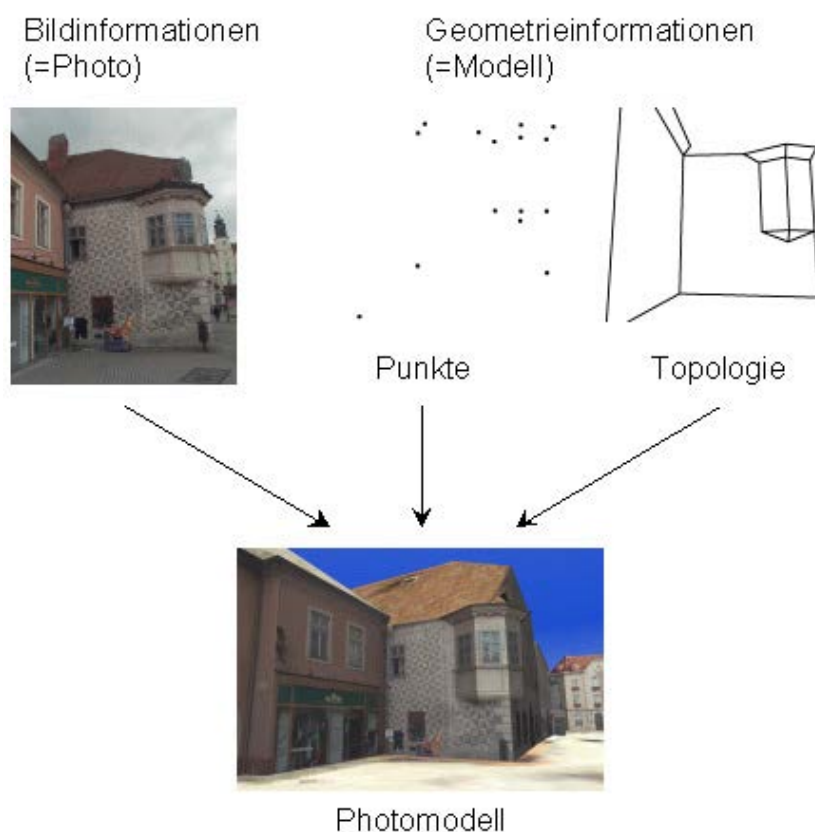 Bildinformationen
(=Photo)
Geometrieinformationen
(=Modell)
Punkte
Topologie
Photomodell